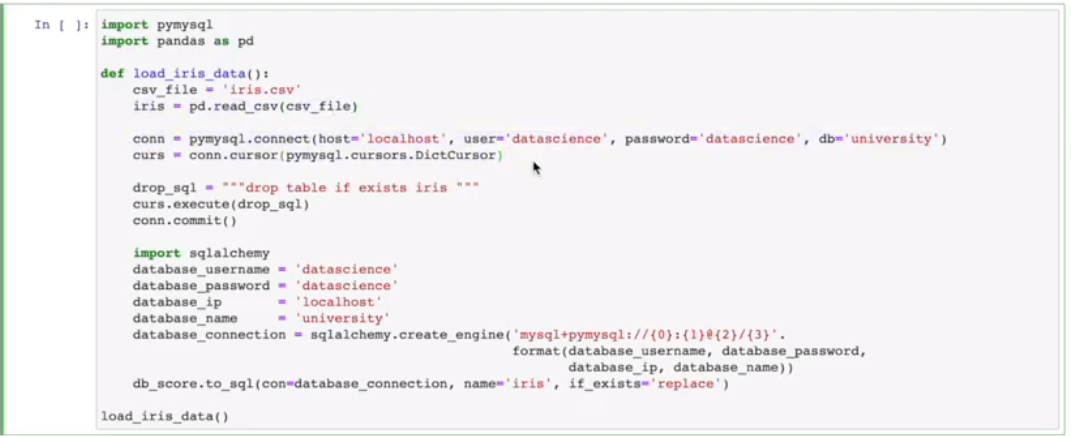 In [ ]: import pymysql
import pandas as pd
def load_iris_data():
csv_file = 'iris.csv'
iris = pd.read_csv(csv_file)
conn = pymysql.connect(host='localhost', user='datascience', password='datascience', db='university')
curs = conn.cursor(pymysql.cursors.DictCursor)
drop_sql = """drop table if exists iris """
curs.execute(drop_sql)
conn.commit()
import sqlalchemy
database_username = 'datascience'
database_password = 'datascience'
database_ip       = 'localhost'
database_name     = 'university'
database_connection = sqlalchemy.create_engine('mysql+pymysql://{0}:{1}@{2}/{3}'.
format(database_username, database_password,
database_ip, database_name))
db_score.to_sql(con=database_connection, name='iris', if_exists='replace')
load_iris_data()